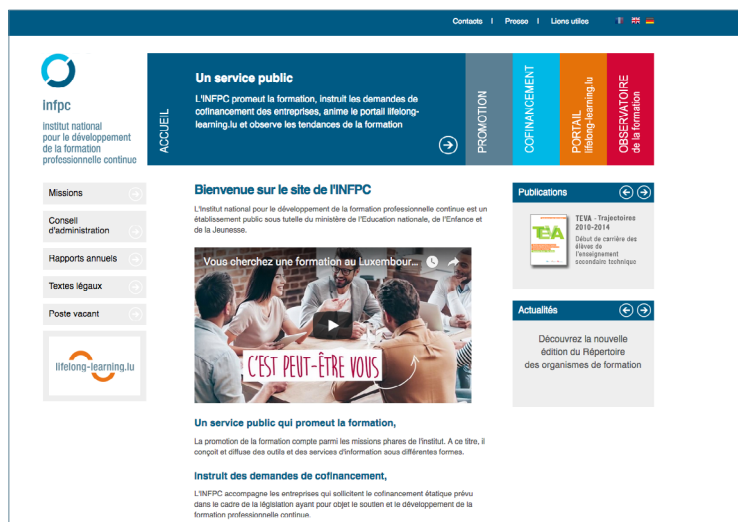 Contacts I Presse I Liens utiles
infpc
institut national
pour le développement
de la formation
professionnelle continue
ACCUEIL
Un service public
L'INFPC promeut la formation, instruit les demandes de
cofinancement des entreprises, anime le portail lifelong-
learning.lu et observe les tendances de la formation
PROMOTION
COFINANCEMENT
PORTAIL
lifelong-learning.lu
OBSERVATOIRE
de la formation
Missions
Conseil
d'administration
Rapports annuels
Textes légaux
Poste vacant
lifelong-learning.lu
Bienvenue sur le site de l'INFPC
L'Institut national pour le développement de la formation professionnelle continue est un
établissement public sous tutelle du ministère de l'Education nationale, de l'Enfance et
de la Jeunesse.
Vous cherchez une formation au Luxembour...
C'EST PEUT-ÊTRE VOUS
Un service public qui promeut la formation,
La promotion de la formation compte parmi les missions phares de l'institut. A ce titre, il
conçoit et diffuse des outils et des services d'information sous différentes formes.
Instruit des demandes de cofinancement,
L'INFPC accompagne les entreprises qui sollicitent le cofinancement étatique prévu
dans le cadre de la législation ayant pour objet le soutien et le développement de la
formation professionnelle continue.
Publications
TEVA
TEVA - Trajectoires
2010-2014
Début de carrière des
élèves de
l'enseignement
secondaire technique
Actualités
Découvrez la nouvelle
édition du Répertoire
des organismes de formation